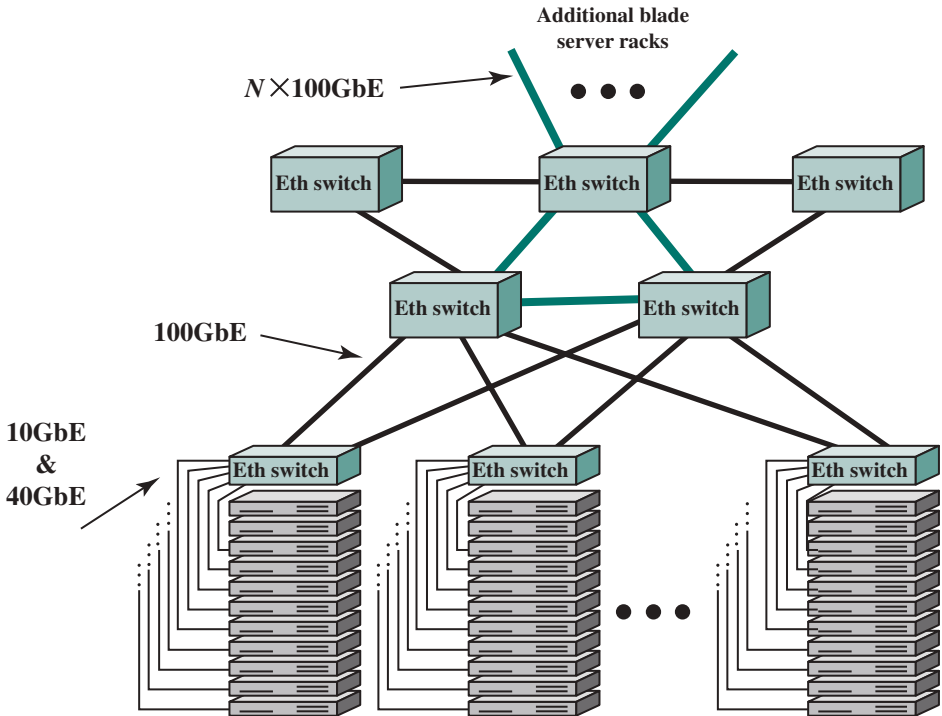 Additional blade
server racks
N×100GbE
Eth switch
Eth switch
Eth switch
Eth switch
Eth switch
100GbE
10GbE
&
40GbE
Eth switch
Eth switch
Eth switch